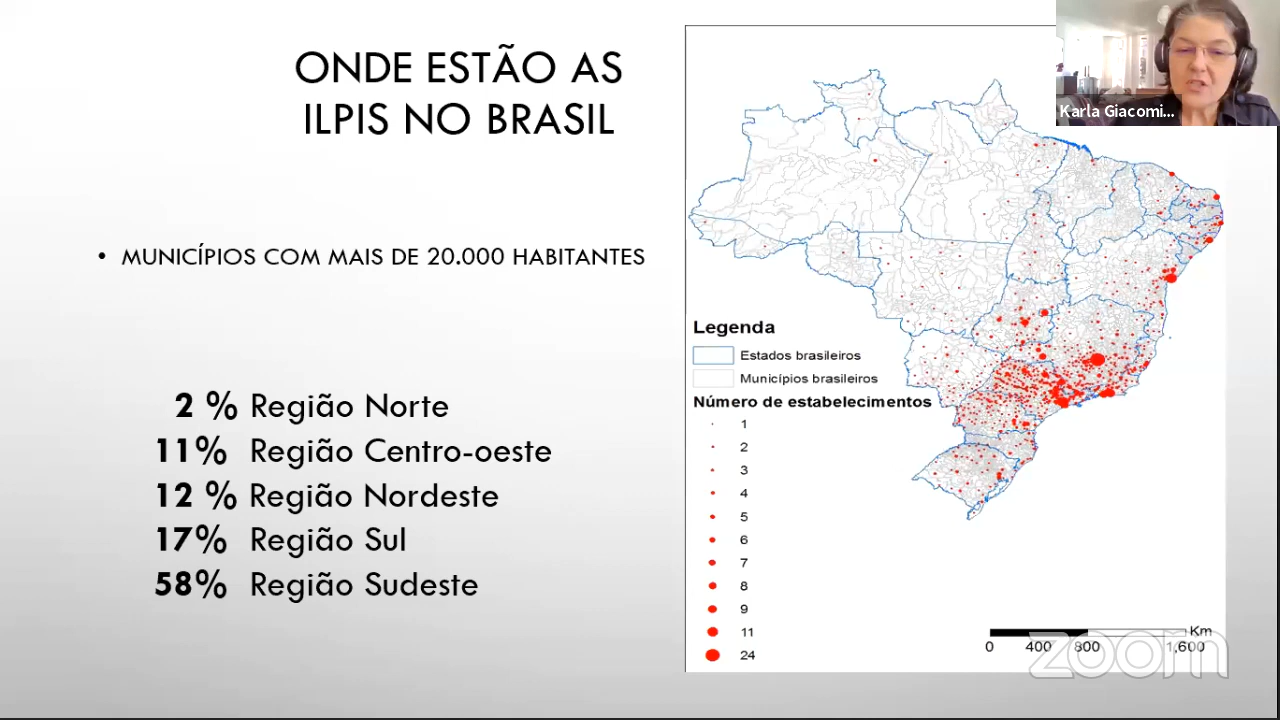 ONDE ESTÃO AS
ILPIS NO BRASIL
• MUNICÍPIOS COM MAIS DE 20.000 HABITANTES
2 % Região Norte
11% Região Centro-oeste
12 % Região Nordeste
17% Região Sul
58% Região Sudeste
Karla Giacomi...
Legenda
Estados brasileiros
Municípios brasileiros
Número de estabelecimentos
1
2
3
4
5
6
7
8
9
11
24
Km
0 400 800 1,600
zoom